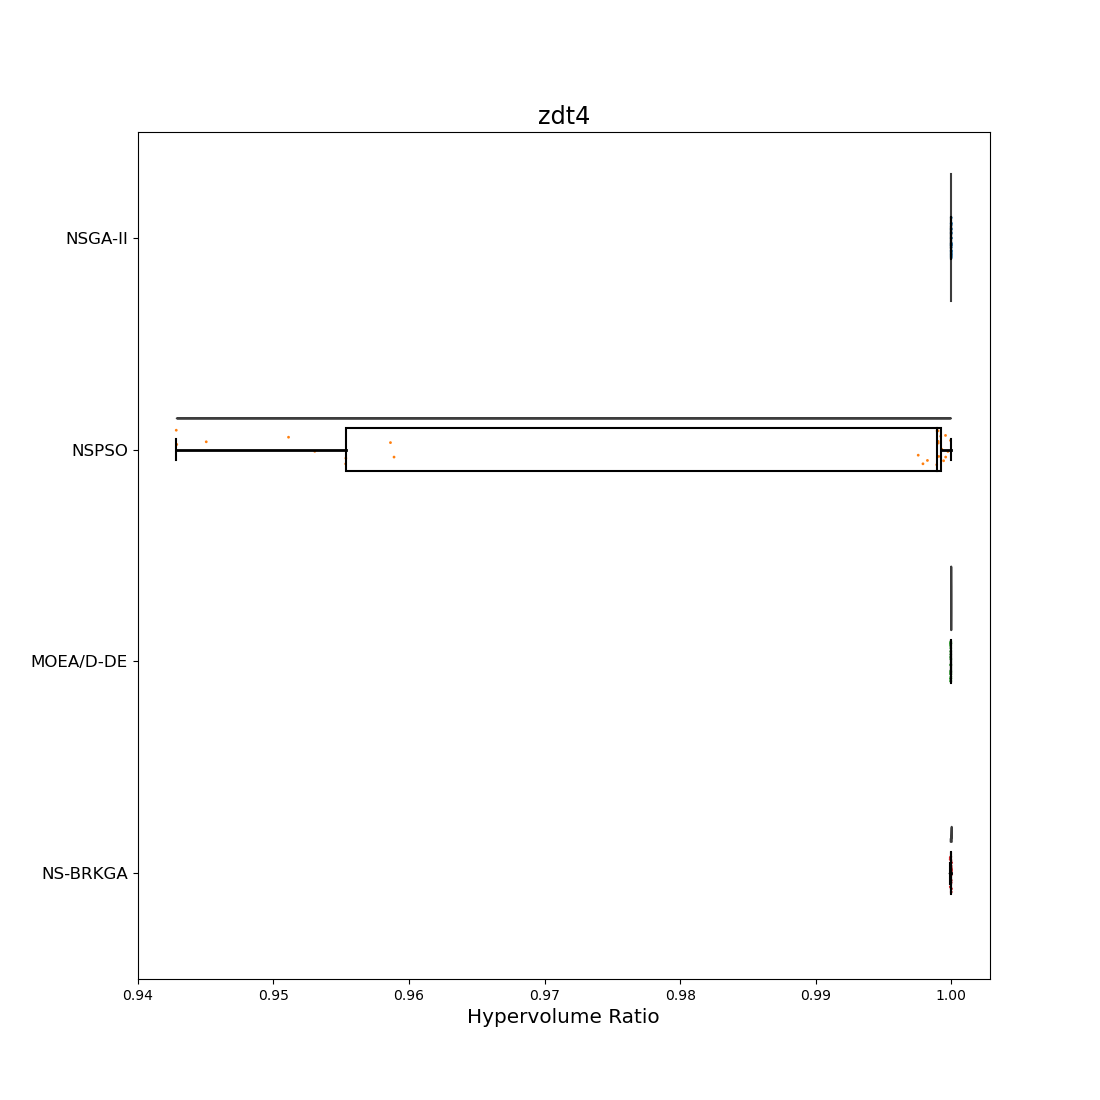 zdt4
NSGA-II
NSPSO
MOEA/D-DE
NS-BRKGA
0.94 0.95 0.96 0.97 0.98 0.99 1.00
Hypervolume Ratio